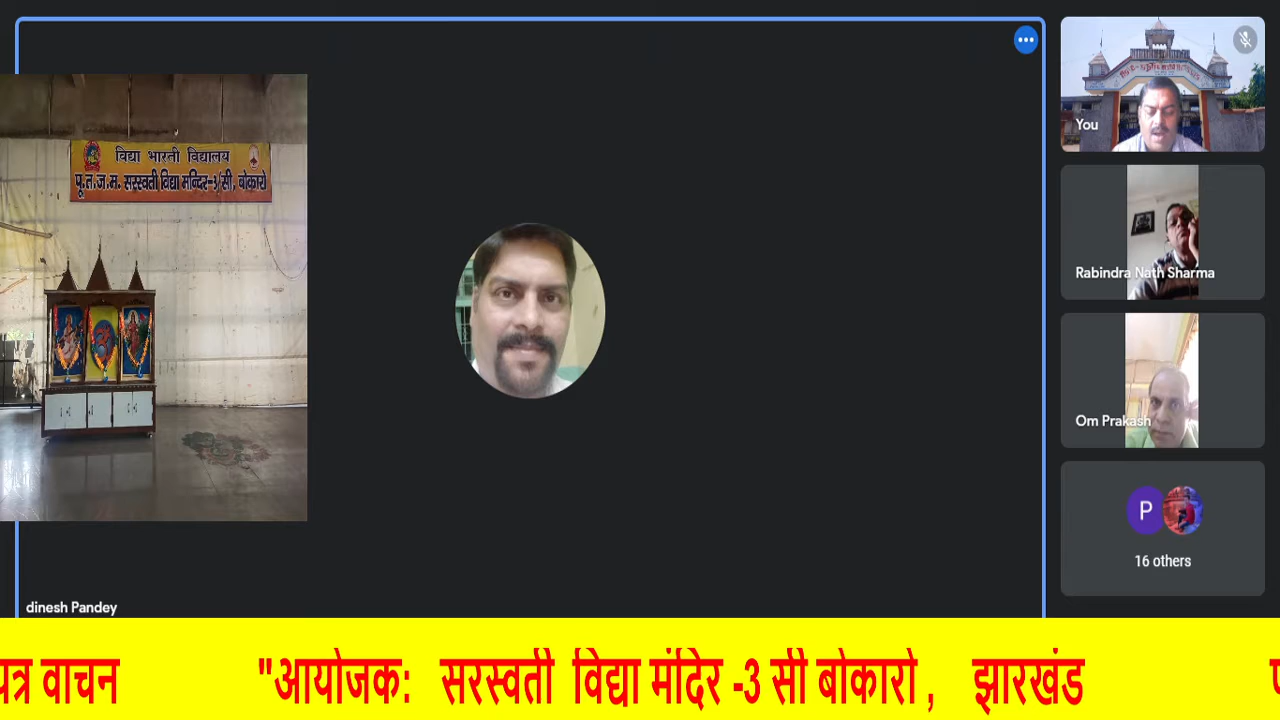 विद्या भारती विद्यालय
पू.त.ज.म. सरस्वती विद्या मन्दिर-3/सी, बोकारो
You
Rabindra Nath Sharma
Om Prakash
P
16 others
dinesh Pandey
पत्र वाचन "आयोजक: सरस्वती विद्या मंदिर -3 सी बोकारो , झारखंड